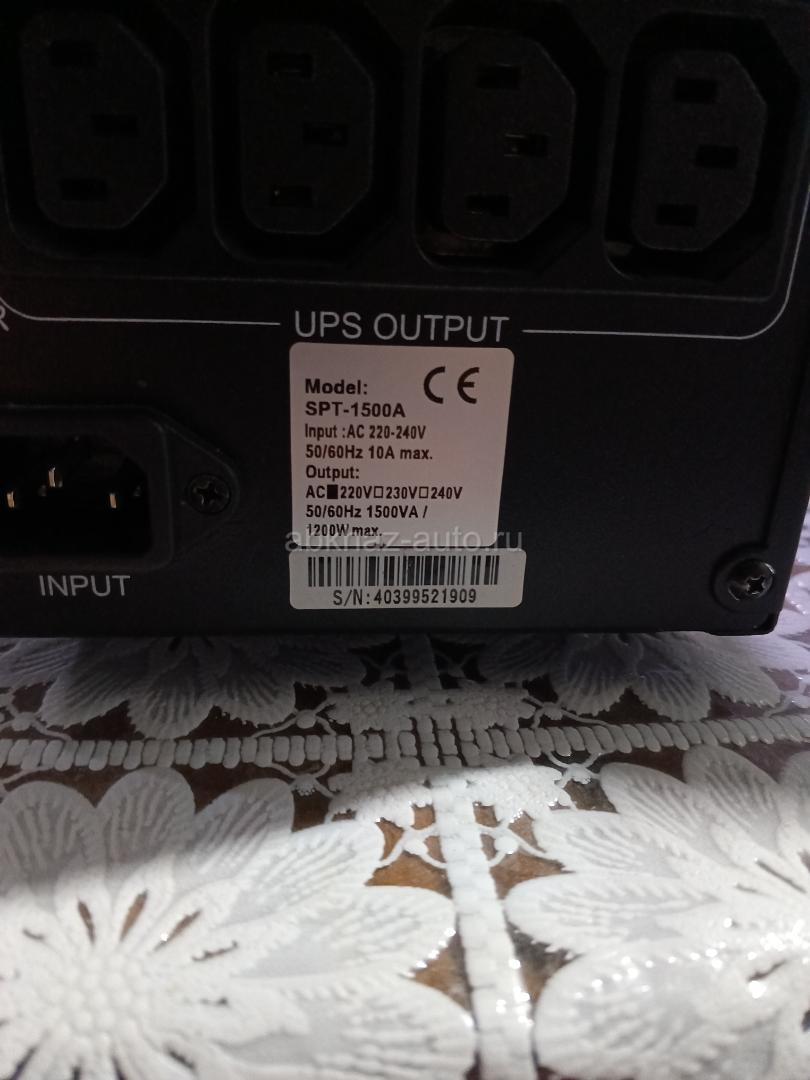 UPS OUTPUT
Model:
CE
SPT-1500A
Input :AC 220-240V
50/60Hz 10A max.
Output:
AC■220V□230V□240V
50/60Hz 1500VA /
1200W max.
abkhaz-auto.ru
INPUT
S/N:40399521909